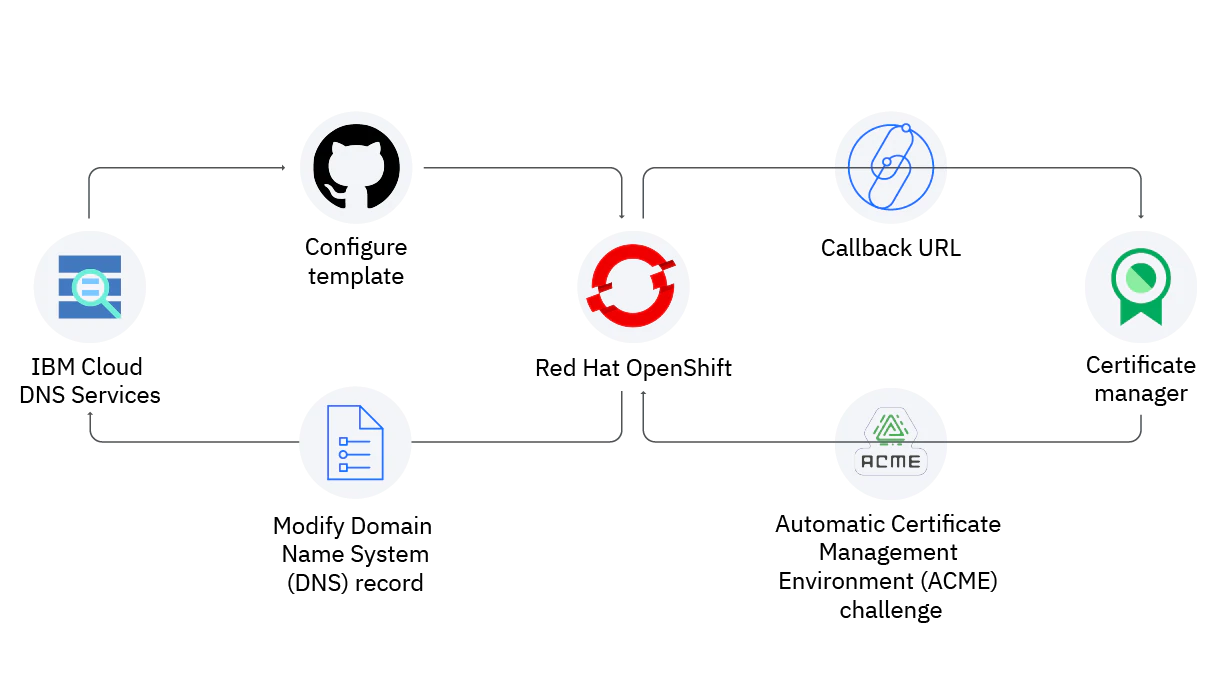 Configure
template
Callback URL
IBM Cloud
DNS Services
Red Hat OpenShift
Certificate
manager
ACME
Modify Domain
Name System
(DNS) record
Automatic Certificate
Management
Environment (ACME)
challenge